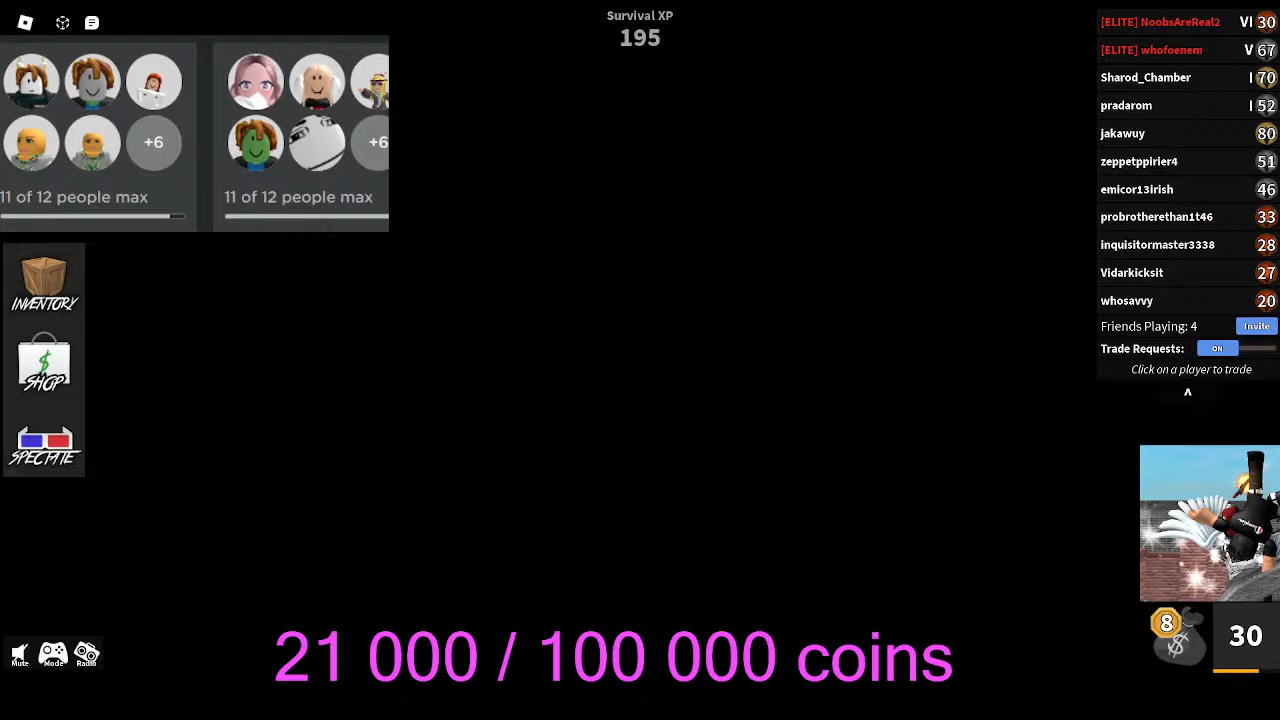 Survival XP
195
+6
+6
11 of 12 people max
11 of 12 people max
INVENTORY
SHOP
SPECTATE
[ELITE] NoobsAreReal2 VI 30
[ELITE] whofoenem V 67
Sharod_Chamber I 70
pradarom I 52
jakawuy 80
zeppetppirier4 51
emicor13irish 46
probrotherethan1t46 33
inquisitormaster3338 28
Vidarkicksit 27
whosavvy 20
Friends Playing: 4 Invite
Trade Requests: ON
Click on a player to trade
8
30
Mute Mode Radio
21 000 / 100 000 coins